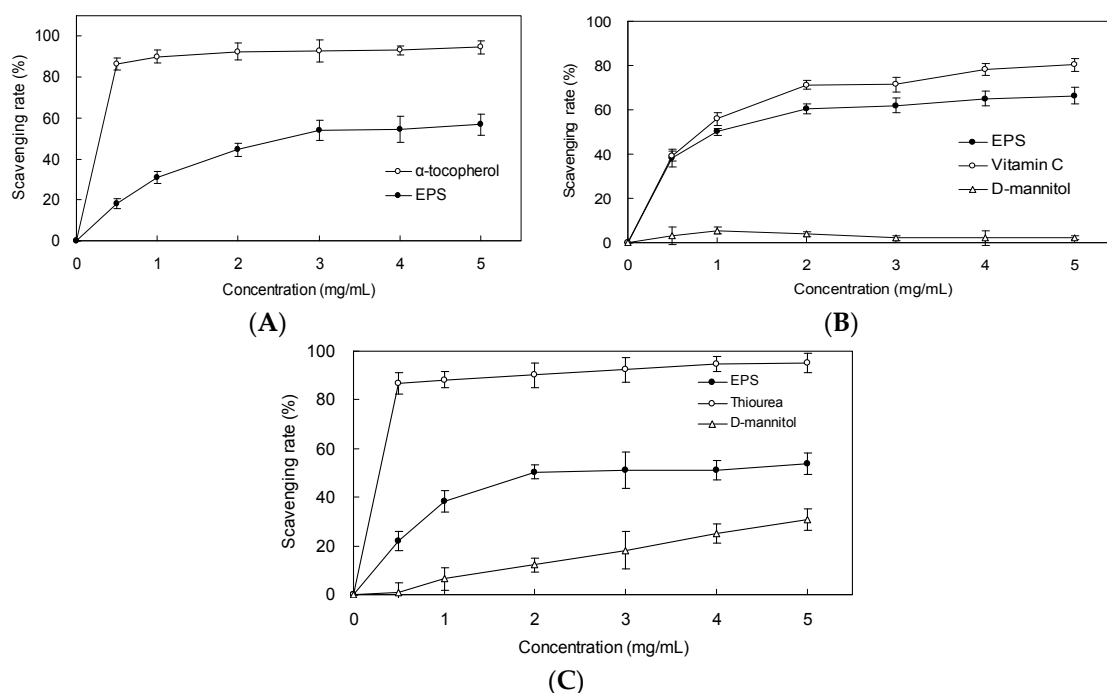 100
80
60
40
20
0
Scavenging rate (%)
α-tocopherol
EPS
0 1 2 3 4 5
Concentration (mg/mL)
(A)
80
60
40
20
0
Scavenging rate (%)
EPS
Vitamin C
D-mannitol
0 1 2 3 4 5
Concentration (mg/mL)
(B)
100
80
60
40
20
0
Scavenging rate (%)
EPS
Thiourea
D-mannitol
0 1 2 3 4 5
Concentration (mg/mL)
(C)